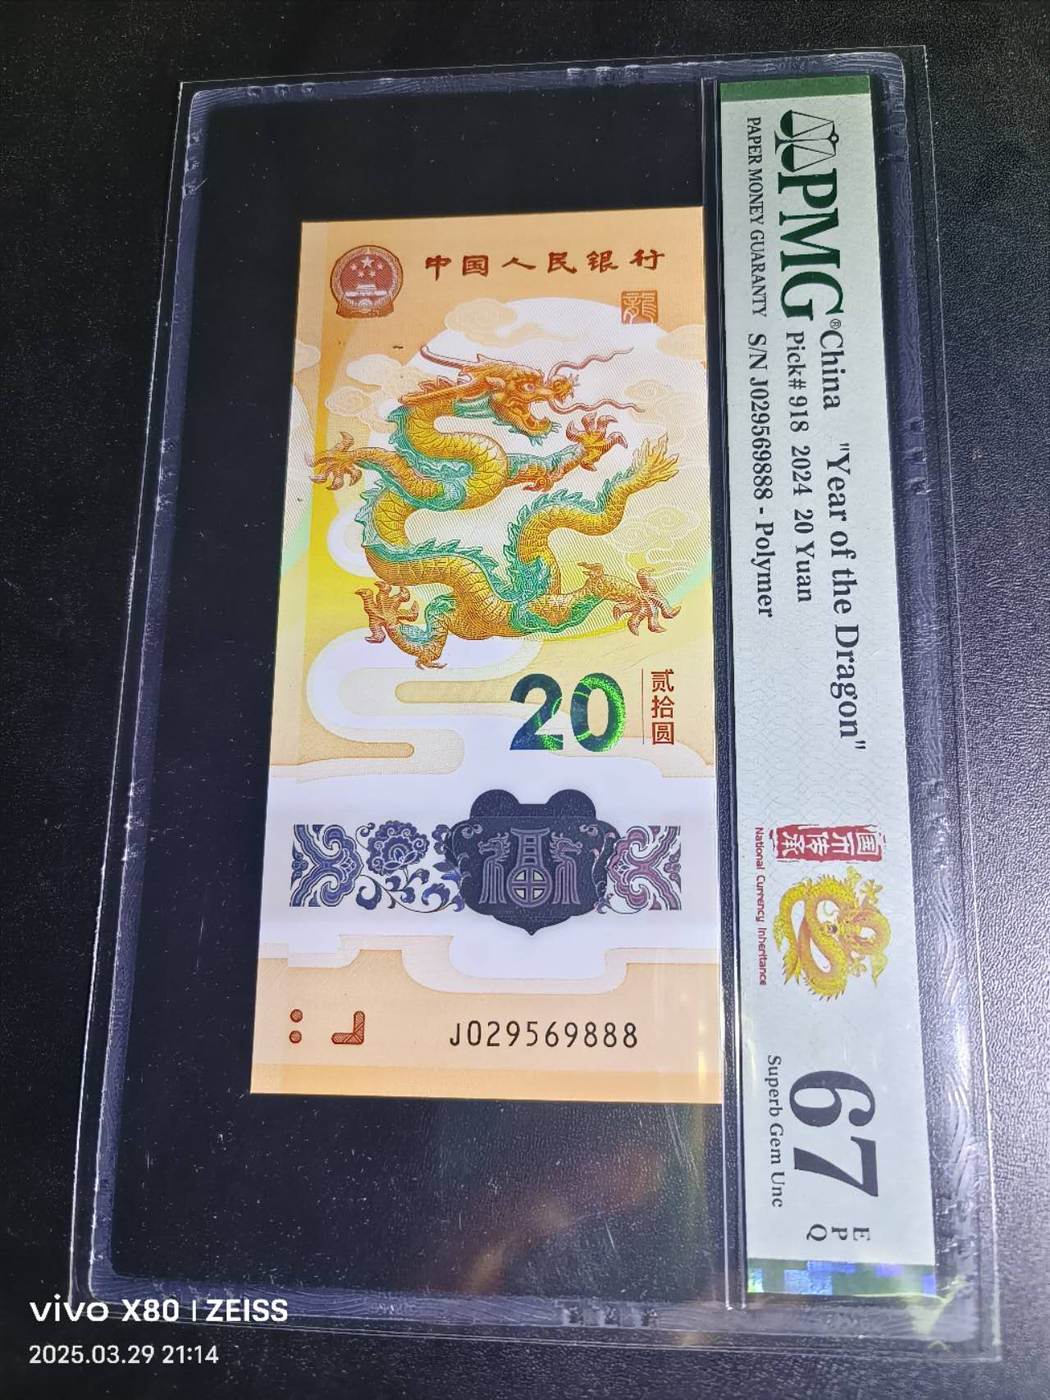 中国人民银行
龍
20
贰拾圆
J029569888
PMG®
PAPER MONEY GUARANTY
China "Year of the Dragon"
Pick# 918 2024 20 Yuan
S/N J029569888 - Polymer
国币传承
National Currency Inheritance
67
EPQ
Superb Gem Unc
vivo X80 | ZEISS
2025.03.29 21:14